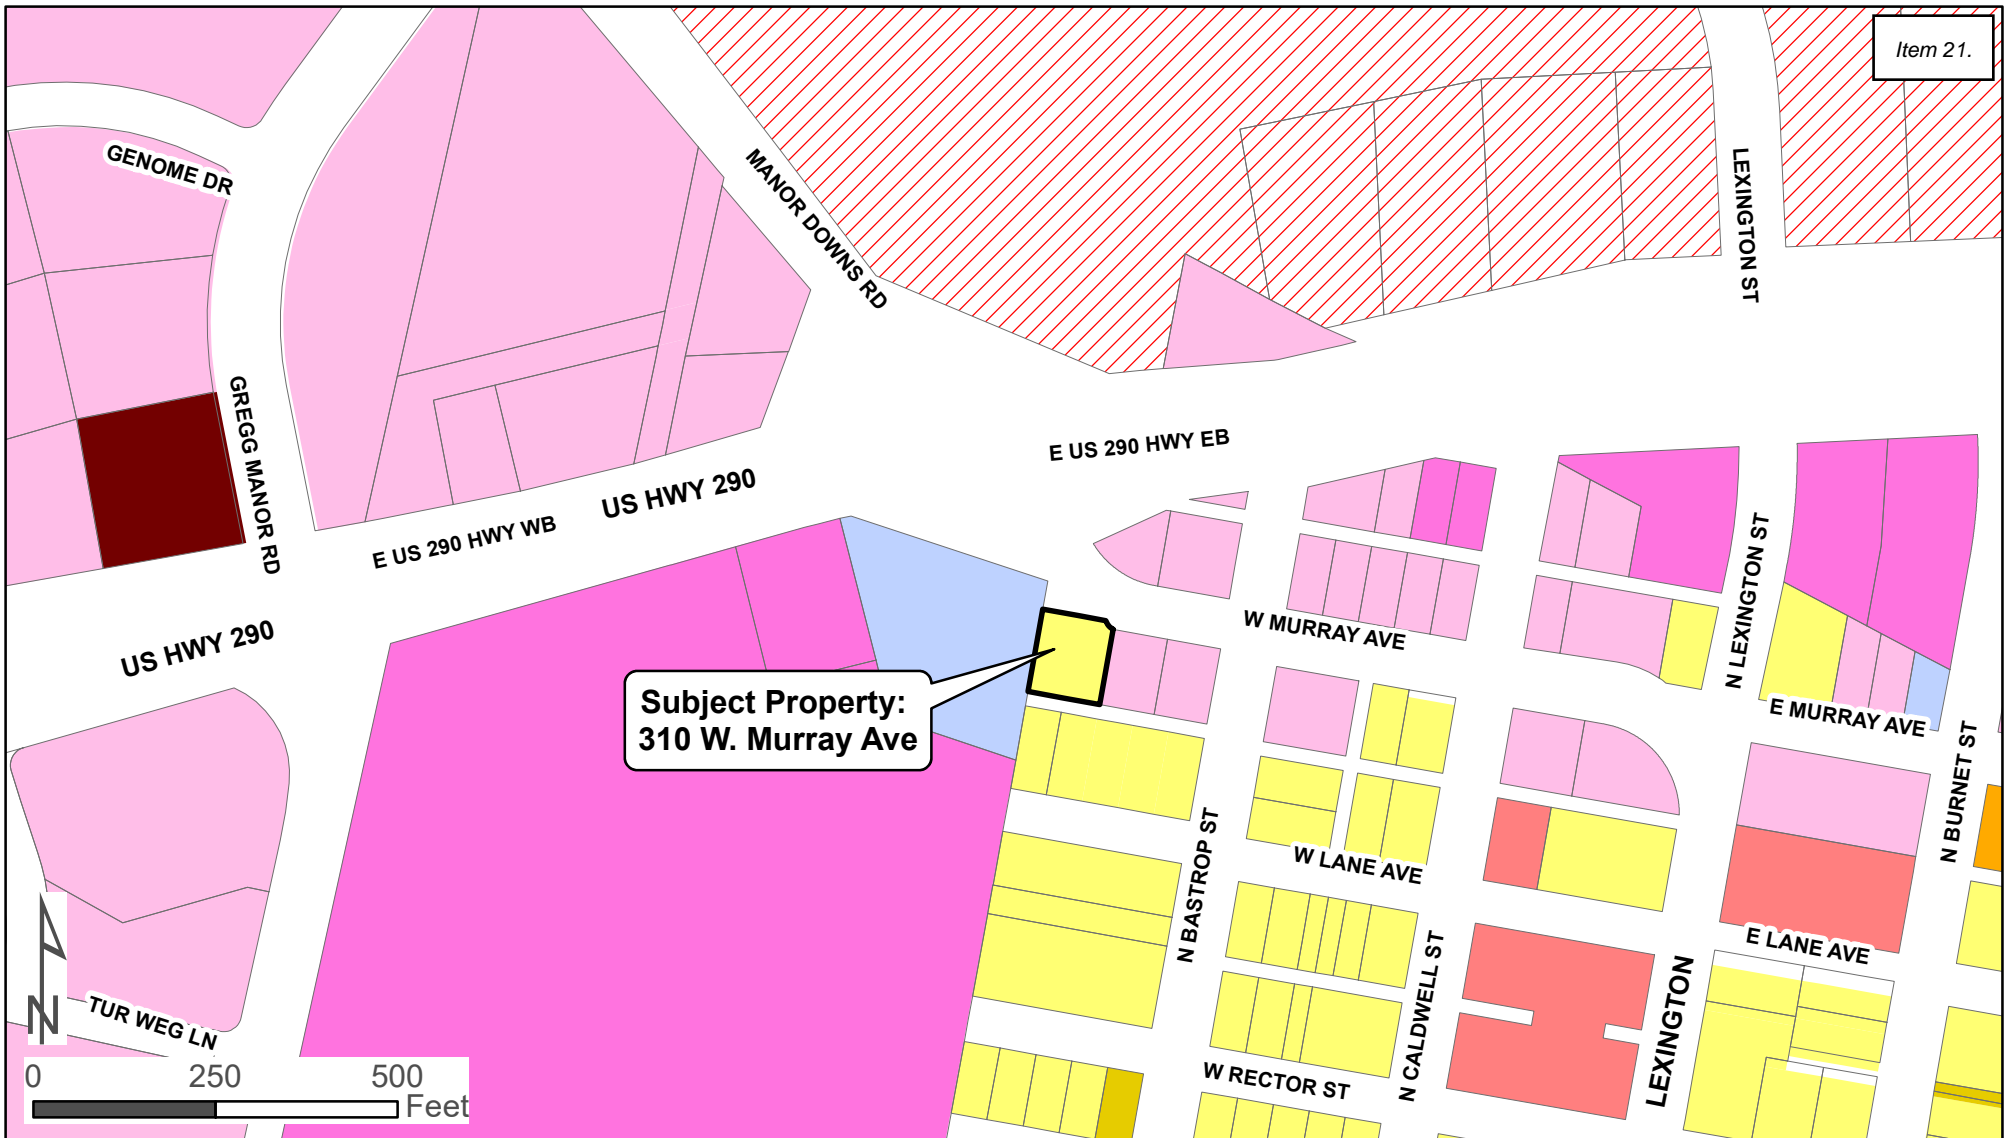 Item 21.
GENOME DR
MANOR DOWNS RD
LEXINGTON ST
GREGG MANOR RD
E US 290 HWY EB
US HWY 290
E US 290 HWY WB
US HWY 290
W MURRAY AVE
N LEXINGTON ST
Subject Property:
310 W. Murray Ave
E MURRAY AVE
N BURNET ST
N BASTROP ST
W LANE AVE
E LANE AVE
N CALDWELL ST
LEXINGTON
TUR WEG LN
W RECTOR ST
N
0 250 500
Feet